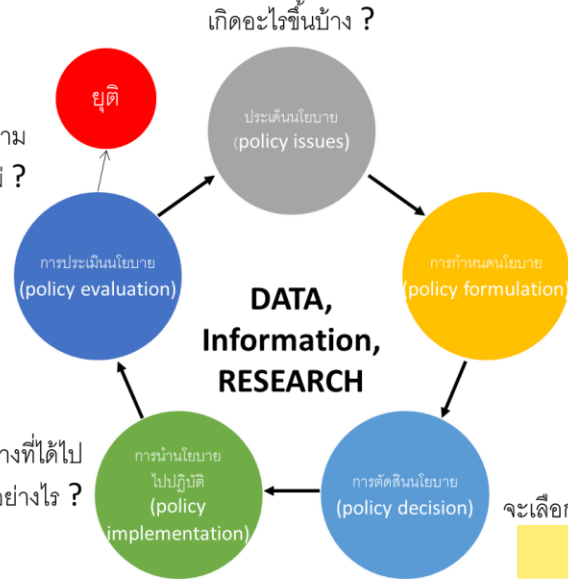 เกิดอะไรขึ้นบ้าง ?
ยุติ
ประเด็นนโยบาย
(policy issues)
?
การประเมินนโยบาย
(policy evaluation)
การกำหนดนโยบาย
(policy formulation)
DATA,
Information,
RESEARCH
างที่ได้ไป
อย่างไร ?
การนำนโยบาย
ไปปฏิบัติ
(policy
implementation)
การตัดสินนโยบาย
(policy decision)
จะเลือก